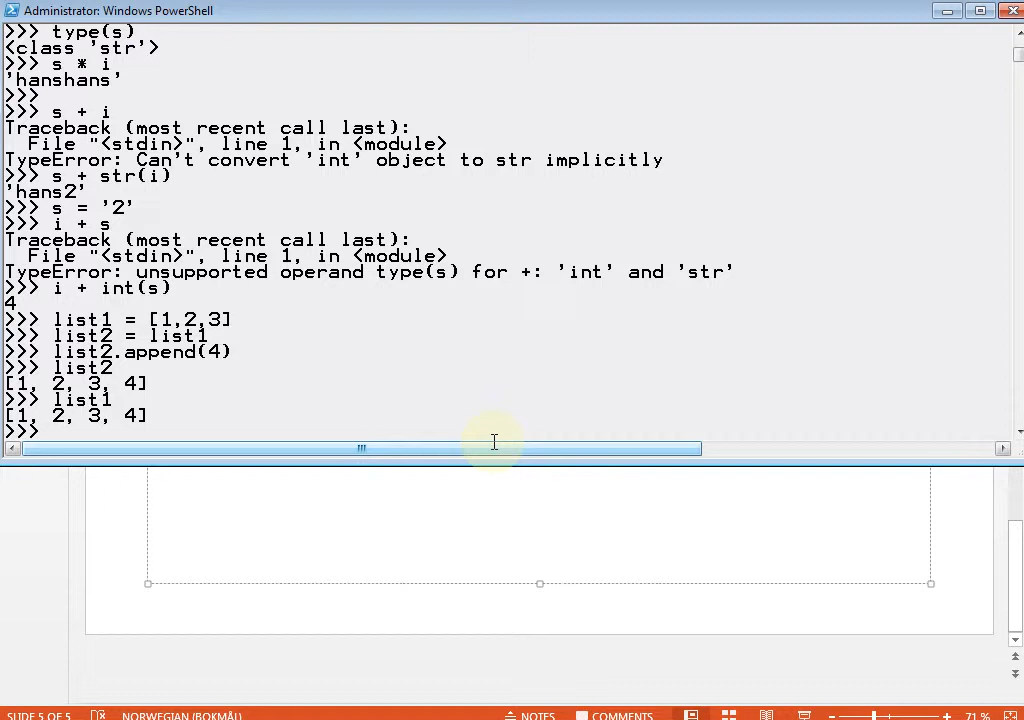 Administrator: Windows PowerShell
>>> type(s)
<class 'str'>
>>> s * i
'hanshans'
>>>
>>> s + i
Traceback (most recent call last):
  File "<stdin>", line 1, in <module>
TypeError: Can't convert 'int' object to str implicitly
>>> s + str(i)
'hans2'
>>> s = '2'
>>> i + s
Traceback (most recent call last):
  File "<stdin>", line 1, in <module>
TypeError: unsupported operand type(s) for +: 'int' and 'str'
>>> i + int(s)
4
>>> list1 = [1,2,3]
>>> list2 = list1
>>> list2.append(4)
>>> list2
[1, 2, 3, 4]
>>> list1
[1, 2, 3, 4]
>>>
SLIDE 5 OF 5 NORWEGIAN (BOKMÅL) NOTES COMMENTS 71 %